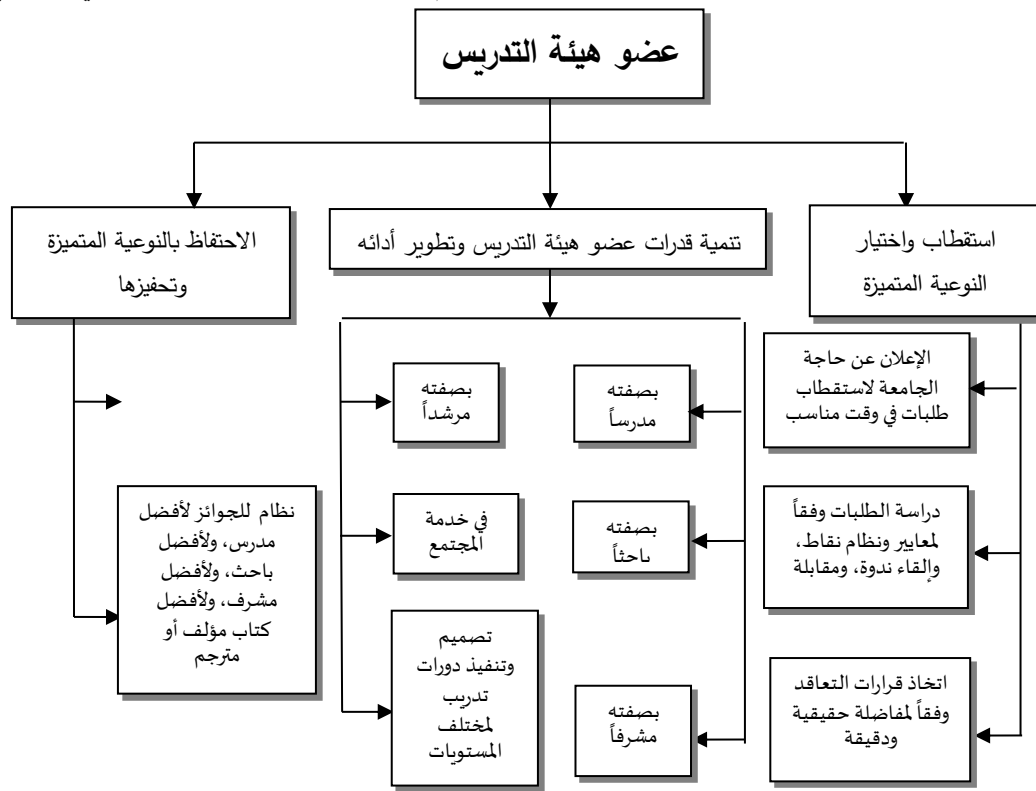 عضو هيئة التدريس
استقطاب واختيار
النوعية المتميزة
تنمية قدرات عضو هيئة التدريس وتطوير أدائه
الاحتفاظ بالنوعية المتميزة
وتحفيزها
الإعلان عن حاجة
الجامعة لاستقطاب
طلبات في وقت مناسب
دراسة الطلبات وفقاً
لمعايير ونظام نقاط،
وإلقاء ندوة، ومقابلة
اتخاذ قرارات التعاقد
وفقاً لمفاضلة حقيقية
ودقيقة
بصفته
مدرساً
بصفته
باحثاً
بصفته
مشرفاً
بصفته
مرشداً
في خدمة
المجتمع
تصميم
وتنفيذ دورات
تدريب
لمختلف
المستويات
نظام للجوائز لأفضل
مدرس، ولأفضل
باحث، ولأفضل
مشرف، ولأفضل
كتاب مؤلف أو
مترجم